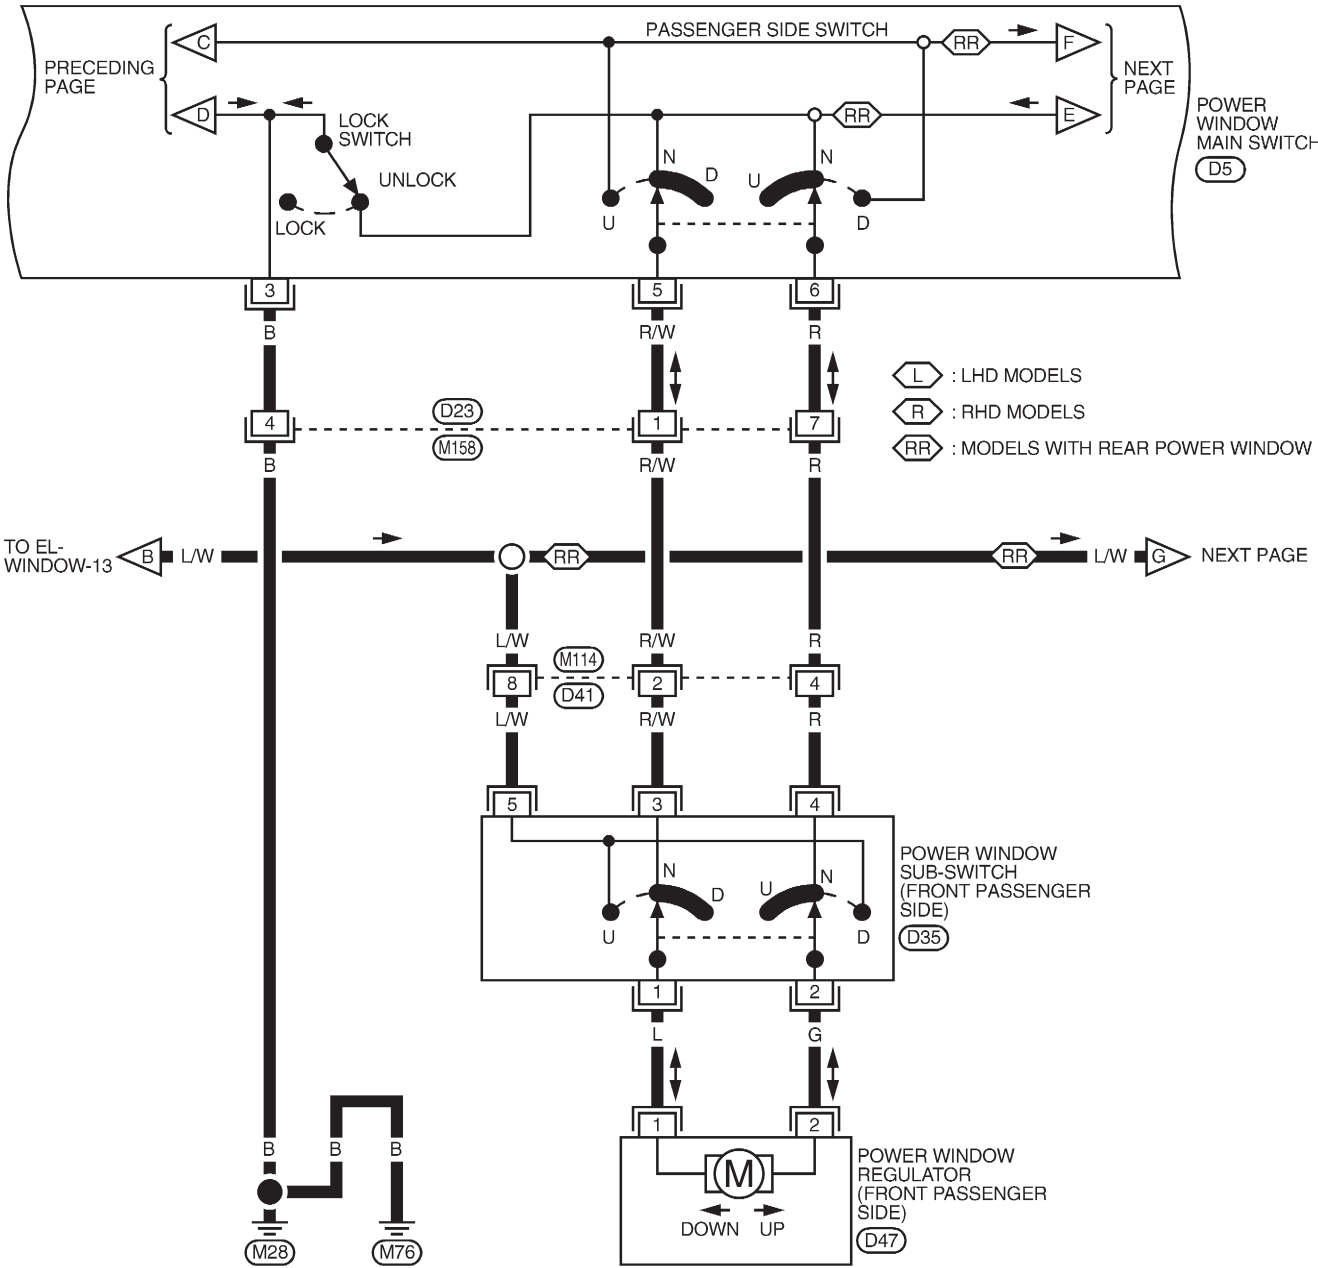 PASSENGER SIDE SWITCH
C
RR
F
PRECEDING
PAGE
NEXT
PAGE
D
LOCK
SWITCH
RR
E
POWER
WINDOW
MAIN SWITCH
D5
UNLOCK
LOCK
N
D
U
U
N
D
3
5
6
B
R/W
R
L : LHD MODELS
R : RHD MODELS
RR : MODELS WITH REAR POWER WINDOW
4
D23
M158
1
7
B
R/W
R
TO EL-
WINDOW-13
B
L/W
RR
RR
L/W
G
NEXT PAGE
L/W
R/W
R
8
M114
D41
2
4
L/W
R/W
R
5
3
4
N
D
U
U
N
D
POWER WINDOW
SUB-SWITCH
(FRONT PASSENGER
SIDE)
D35
1
2
L
G
1
2
B
B
B
M
DOWN
UP
POWER WINDOW
REGULATOR
(FRONT PASSENGER
SIDE)
D47
M28
M76